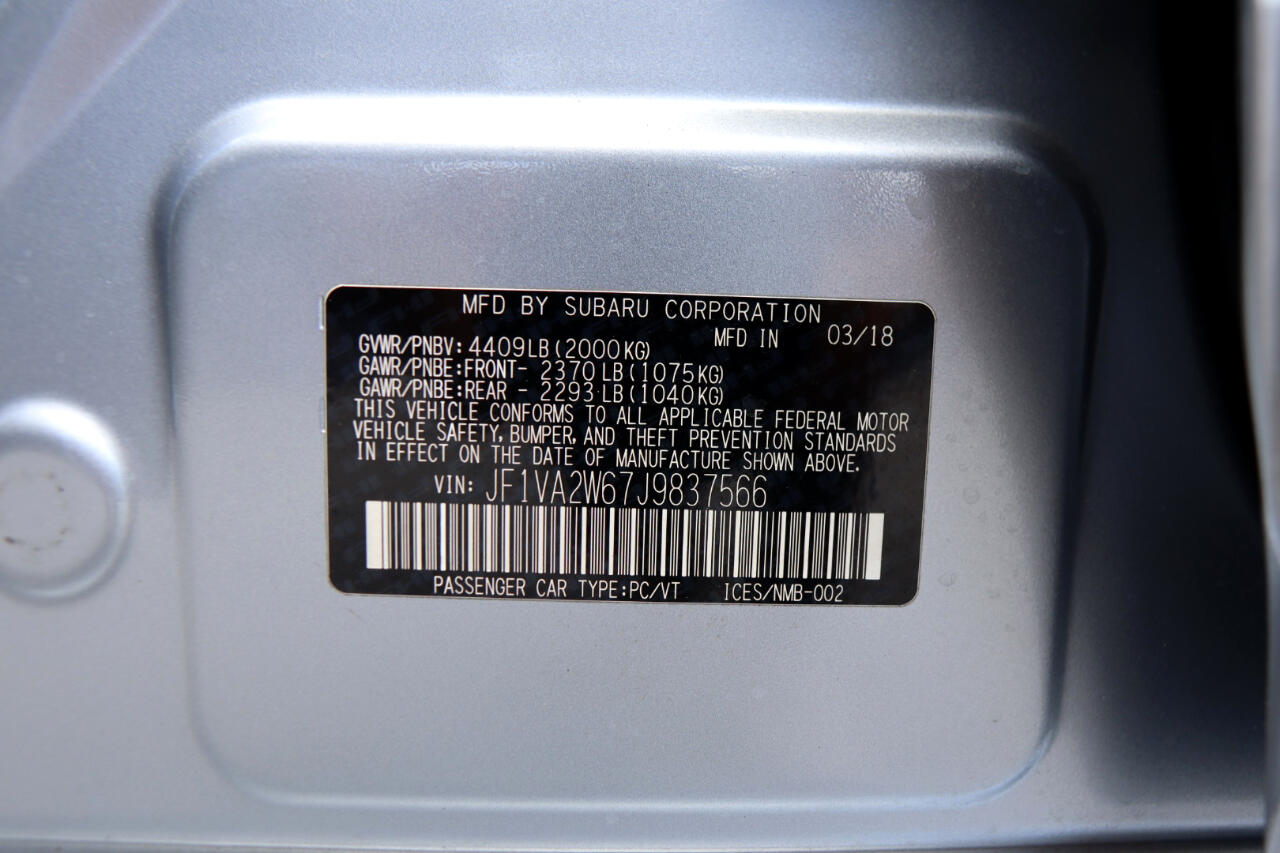 MFD BY SUBARU CORPORATION
MFD IN 03/18
GVWR/PNBV: 4409LB(2000KG)
GAWR/PNBE:FRONT- 2370LB(1075KG)
GAWR/PNBE:REAR - 2293LB(1040KG)
THIS VEHICLE CONFORMS TO ALL APPLICABLE FEDERAL MOTOR
VEHICLE SAFETY, BUMPER, AND THEFT PREVENTION STANDARDS
IN EFFECT ON THE DATE OF MANUFACTURE SHOWN ABOVE.
VIN: JF1VA2W67J9837566
PASSENGER CAR TYPE:PC/VT ICES/NMB-002